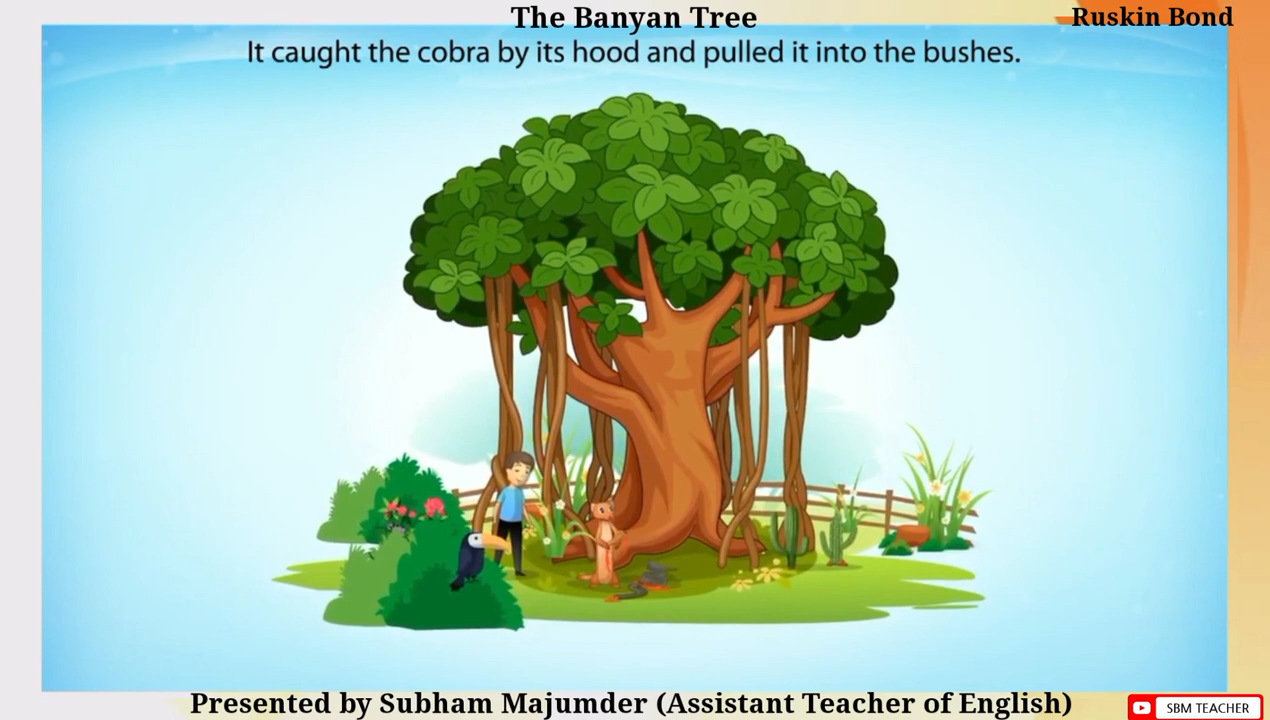 The Banyan Tree
Ruskin Bond
It caught the cobra by its hood and pulled it into the bushes.
Presented by Subham Majumder (Assistant Teacher of English)
SBM TEACHER